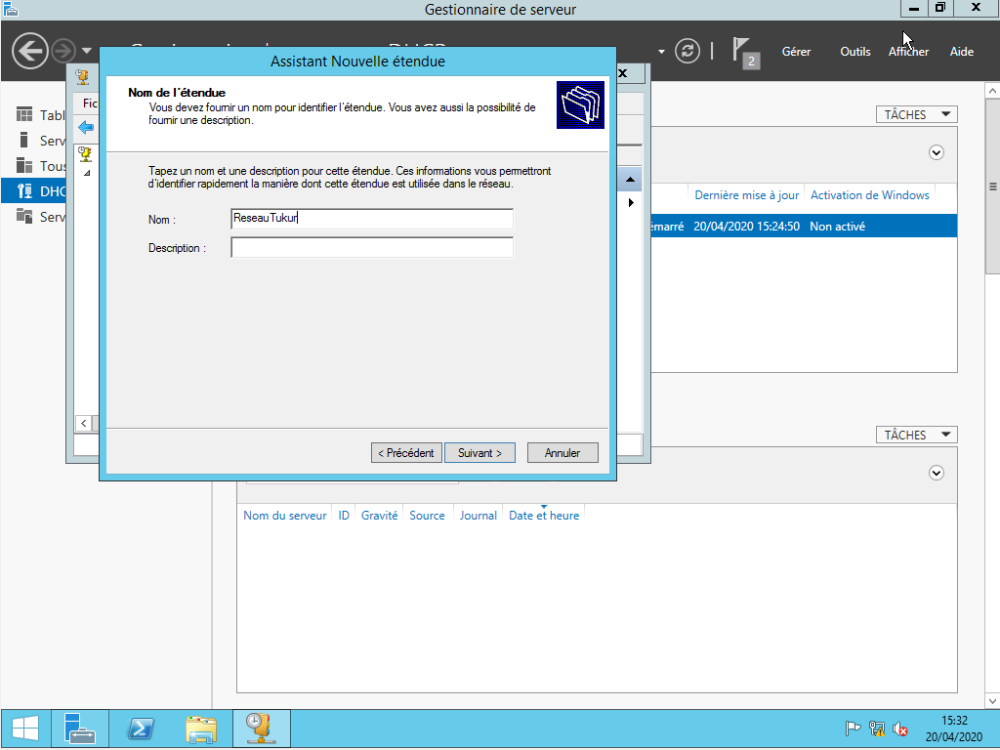 Gestionnaire de serveur
2
Gérer
Outils
Afficher
Aide
Assistant Nouvelle étendue
Fic
Nom de l'étendue
Vous devez fournir un nom pour identifier l'étendue. Vous avez aussi la possibilité de
fournir une description.
Tapez un nom et une description pour cette étendue. Ces informations vous permettront
d'identifier rapidement la manière dont cette étendue est utilisée dans le réseau.
Nom :
ReseauTukur
Description :
< Précédent
Suivant >
Annuler
Tabl
Serv
Tous
DHC
Serv
TÂCHES
Dernière mise à jour
Activation de Windows
émarré
20/04/2020 15:24:50
Non activé
TÂCHES
Nom du serveur
ID
Gravité
Source
Journal
Date et heure
15:32
20/04/2020